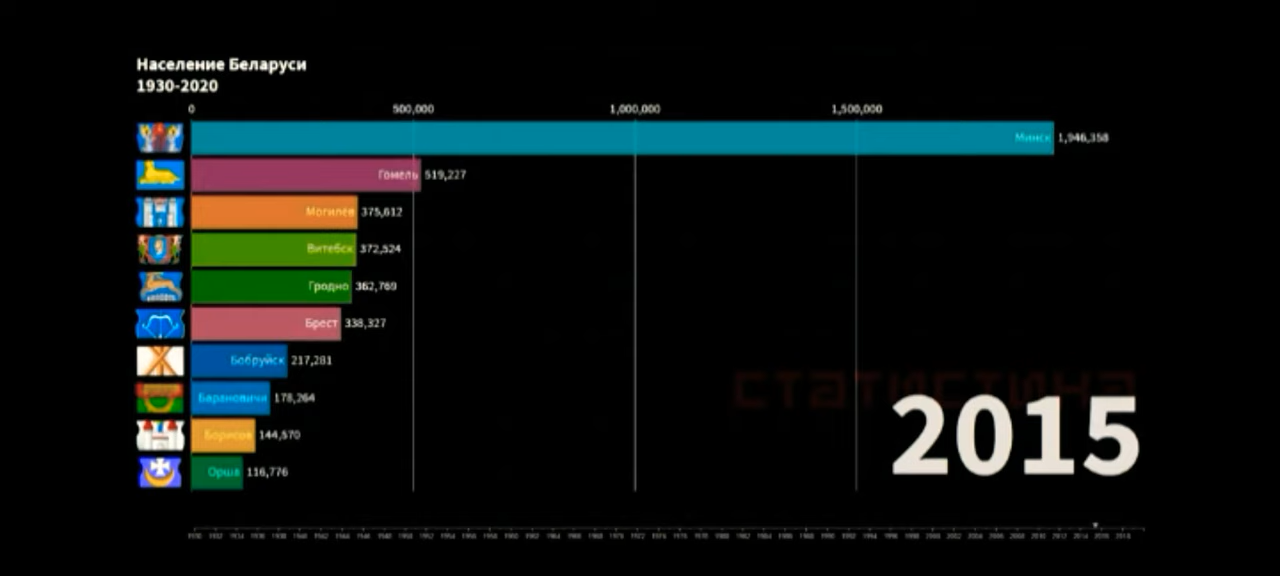 Население Беларуси
1930-2020
0 500,000 1,000,000 1,500,000
Минск 1,946,358
Гомель 519,227
Могилев 375,612
Витебск 372,524
Гродно 362,769
Брест 338,327
Бобруйск 217,281
Барановичи 178,264
Борисов 144,570
Орша 116,776
статистика
2015